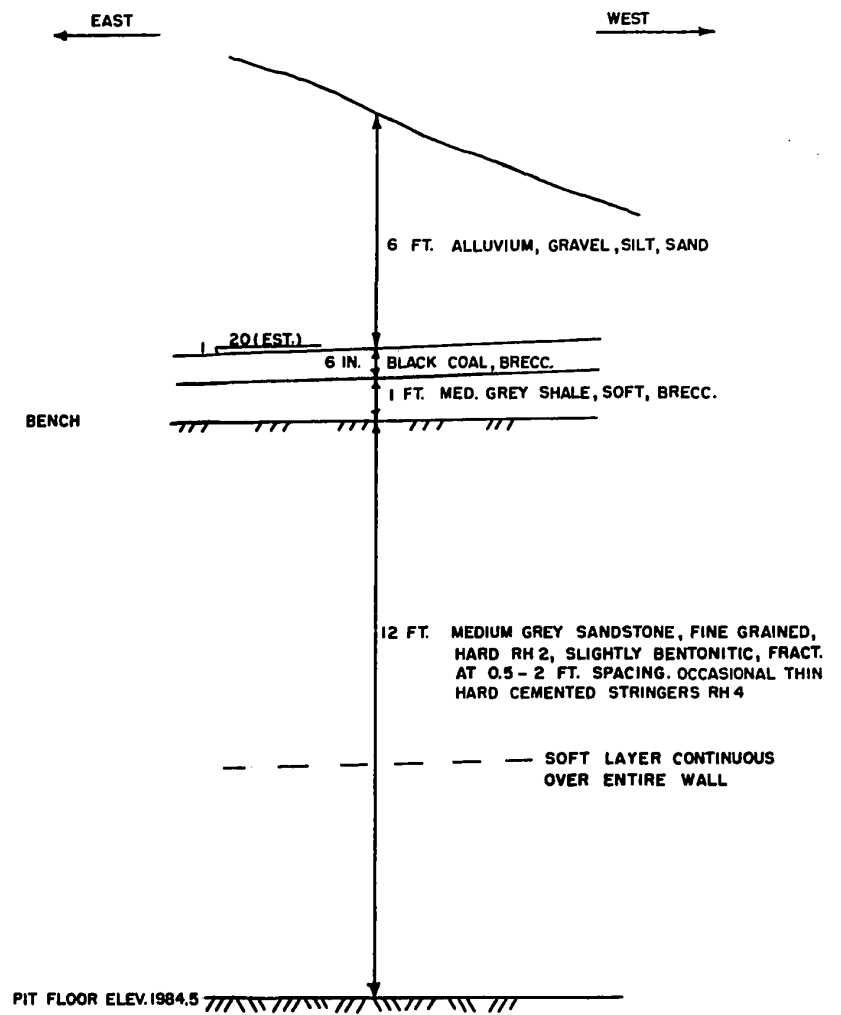 EAST
WEST
6 FT. ALLUVIUM, GRAVEL, SILT, SAND
1
20 (EST.)
6 IN. BLACK COAL, BRECC.
1 FT. MED. GREY SHALE, SOFT, BRECC.
BENCH
12 FT. MEDIUM GREY SANDSTONE, FINE GRAINED,
HARD RH 2, SLIGHTLY BENTONITIC, FRACT.
AT 0.5 - 2 FT. SPACING. OCCASIONAL THIN
HARD CEMENTED STRINGERS RH 4
SOFT LAYER CONTINUOUS
OVER ENTIRE WALL
PIT FLOOR ELEV. 1984.5